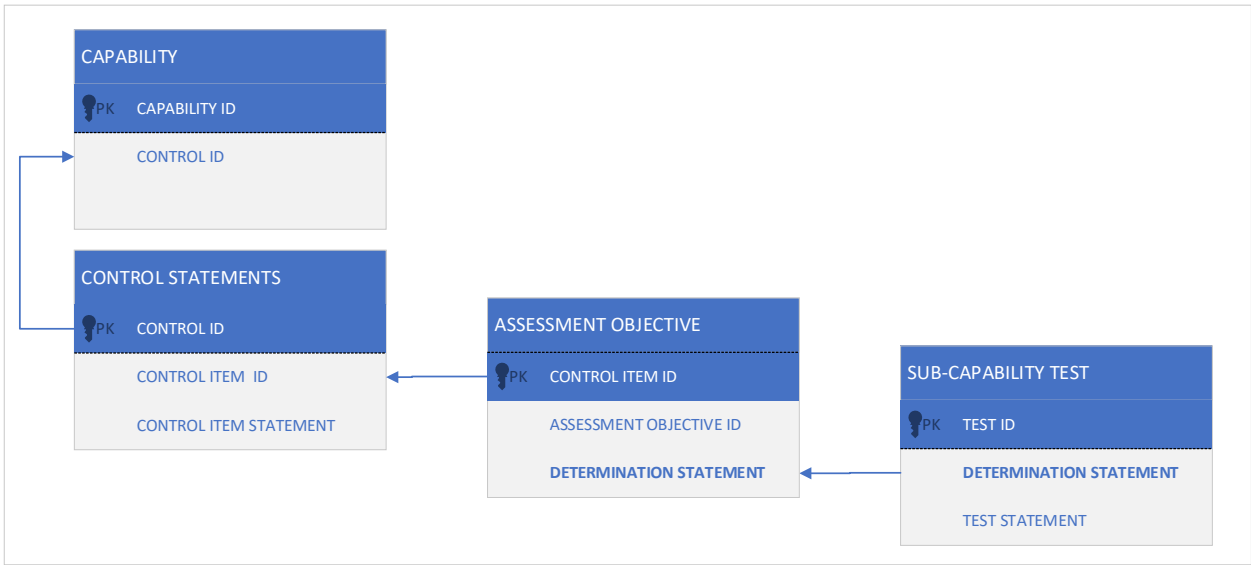 CAPABILITY
PK CAPABILITY ID
CONTROL ID
CONTROL STATEMENTS
PK CONTROL ID
CONTROL ITEM  ID
CONTROL ITEM STATEMENT
ASSESSMENT OBJECTIVE
PK CONTROL ITEM ID
ASSESSMENT OBJECTIVE ID
DETERMINATION STATEMENT
SUB-CAPABILITY TEST
PK TEST ID
DETERMINATION STATEMENT
TEST STATEMENT